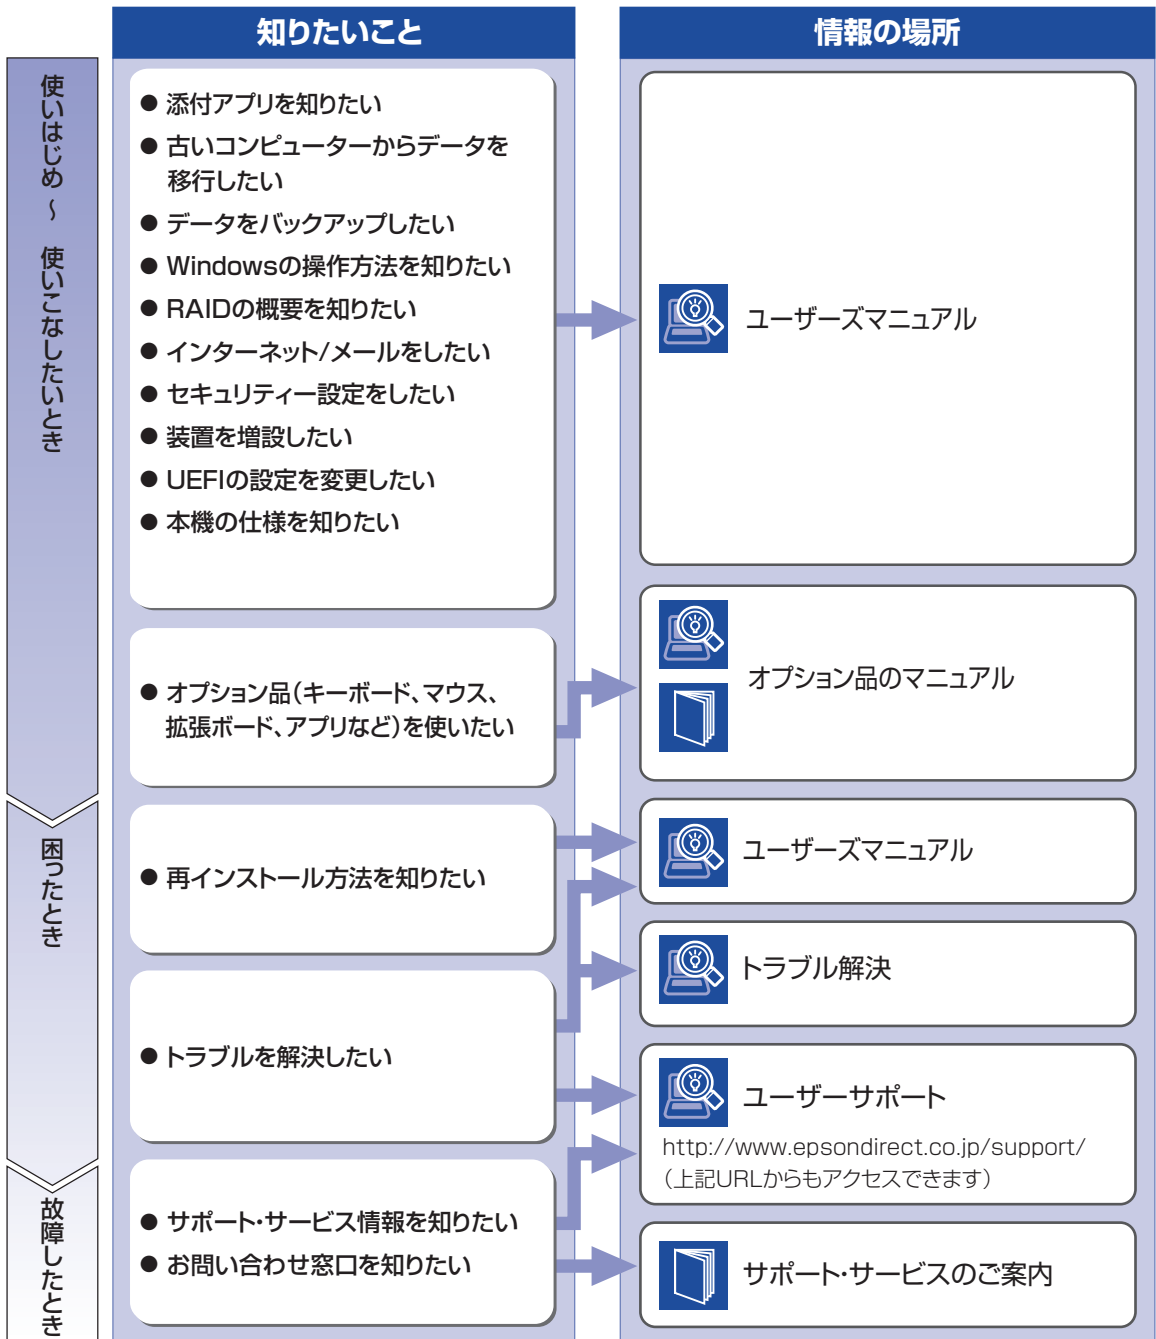 知りたいこと
情報の場所
使いはじめ ～ 使いこなしたいとき
● 添付アプリを知りたい
● 古いコンピューターからデータを
移行したい
● データをバックアップしたい
● Windowsの操作方法を知りたい
● RAIDの概要を知りたい
● インターネット/メールをしたい
● セキュリティー設定をしたい
● 装置を増設したい
● UEFIの設定を変更したい
● 本機の仕様を知りたい
ユーザーズマニュアル
● オプション品（キーボード、マウス、
拡張ボード、アプリなど）を使いたい
オプション品のマニュアル
困ったとき
● 再インストール方法を知りたい
ユーザーズマニュアル
● トラブルを解決したい
トラブル解決
ユーザーサポート
http://www.epsondirect.co.jp/support/
（上記URLからもアクセスできます）
故障したとき
● サポート・サービス情報を知りたい
● お問い合わせ窓口を知りたい
サポート・サービスのご案内